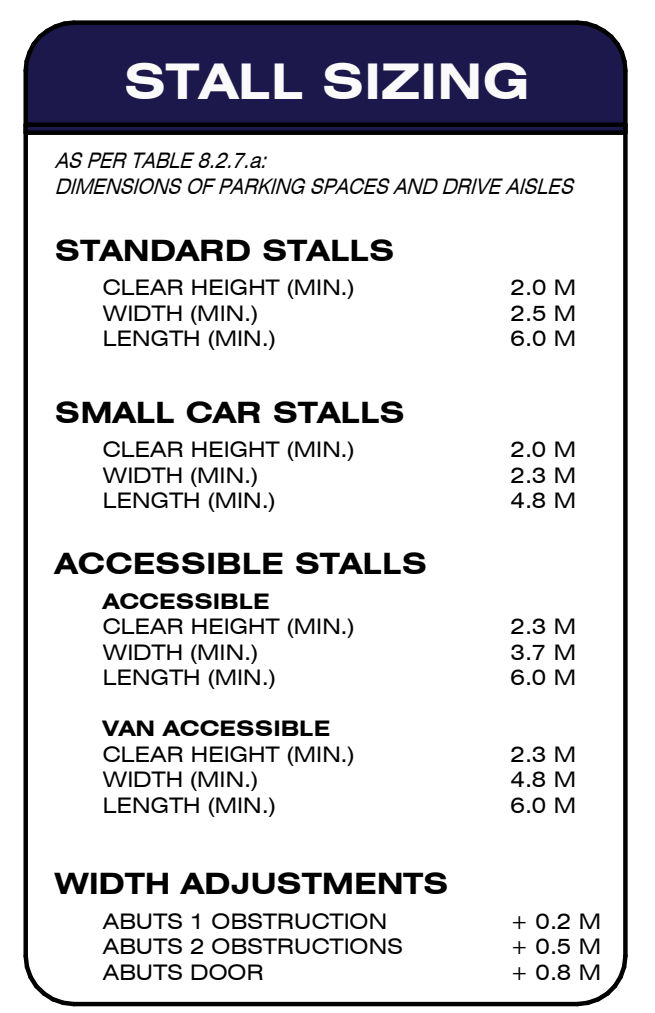 STALL SIZING
AS PER TABLE 8.2.7.a:
DIMENSIONS OF PARKING SPACES AND DRIVE AISLES
STANDARD STALLS
CLEAR HEIGHT (MIN.) 2.0 M
WIDTH (MIN.) 2.5 M
LENGTH (MIN.) 6.0 M
SMALL CAR STALLS
CLEAR HEIGHT (MIN.) 2.0 M
WIDTH (MIN.) 2.3 M
LENGTH (MIN.) 4.8 M
ACCESSIBLE STALLS
ACCESSIBLE
CLEAR HEIGHT (MIN.) 2.3 M
WIDTH (MIN.) 3.7 M
LENGTH (MIN.) 6.0 M
VAN ACCESSIBLE
CLEAR HEIGHT (MIN.) 2.3 M
WIDTH (MIN.) 4.8 M
LENGTH (MIN.) 6.0 M
WIDTH ADJUSTMENTS
ABUTS 1 OBSTRUCTION + 0.2 M
ABUTS 2 OBSTRUCTIONS + 0.5 M
ABUTS DOOR + 0.8 M